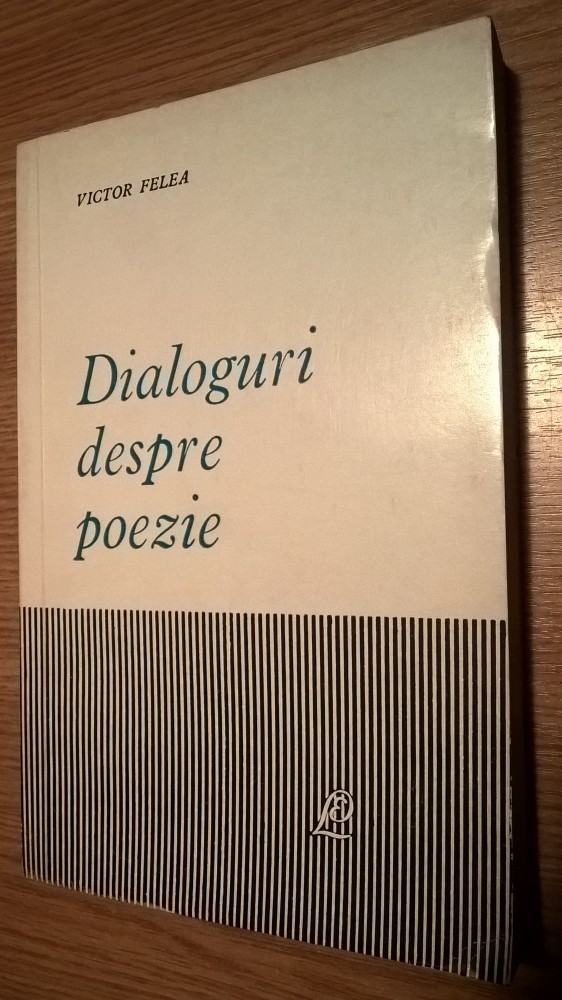 VICTOR FELEA
Dialoguri
despre
poezie